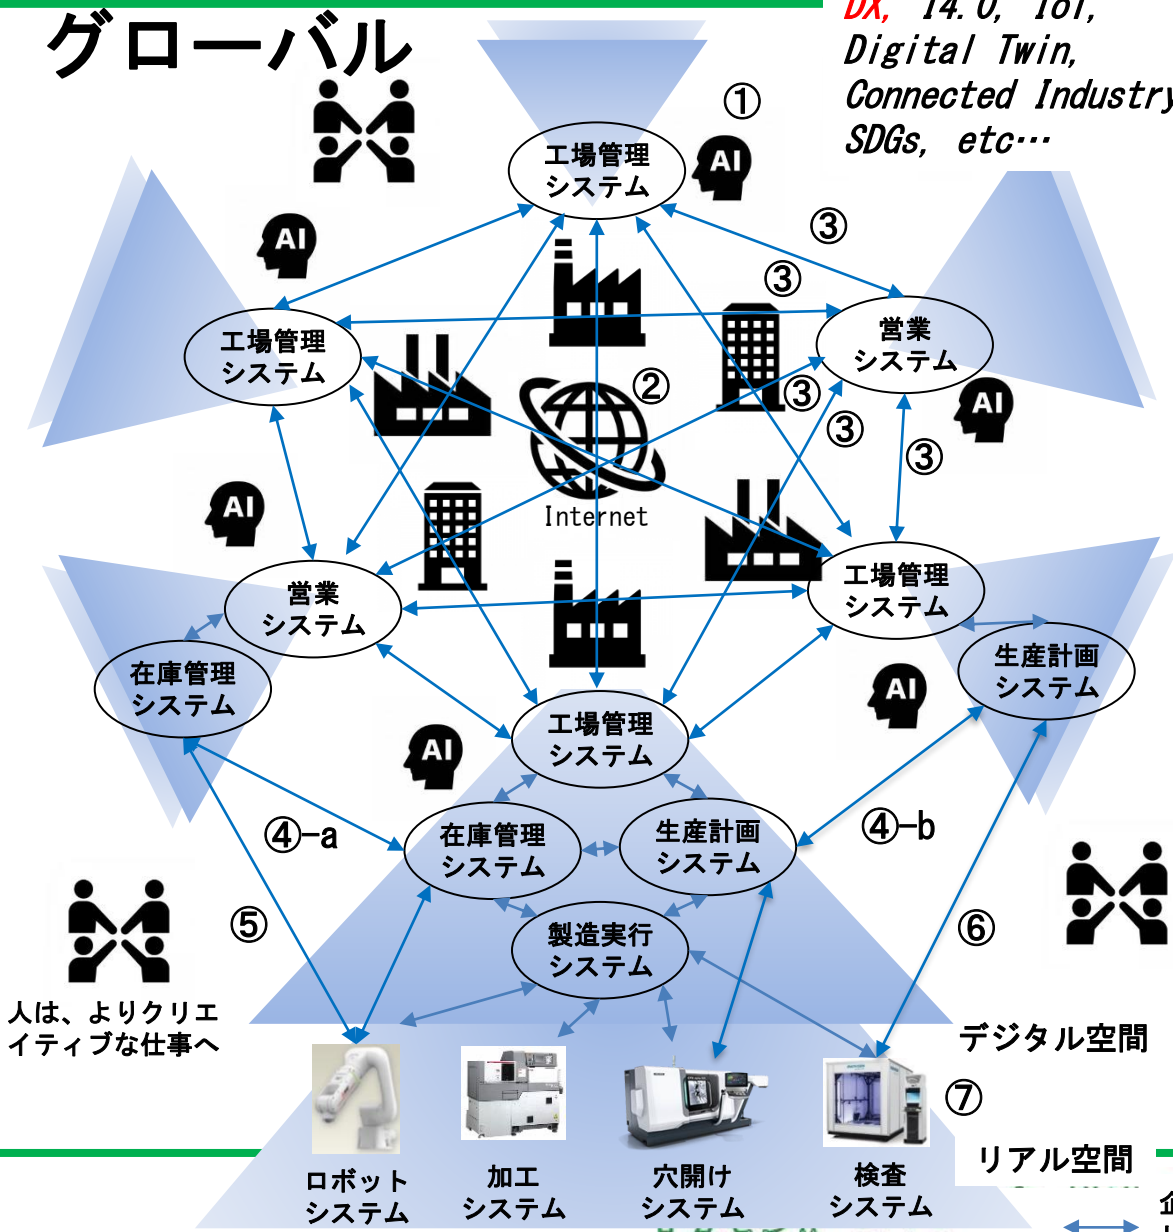 グローバル
DX, I4.0, IoT,
Digital Twin,
Connected Industry
SDGs, etc…
①
工場管理
システム
AI
③
AI
③
工場管理
システム
営業
システム
②
③
AI
③
③
Internet
AI
営業
システム
工場管理
システム
在庫管理
システム
生産計画
システム
AI
工場管理
システム
AI
④-a
在庫管理
システム
生産計画
システム
④-b
⑤
製造実行
システム
⑥
人は、よりクリエ
イティブな仕事へ
デジタル空間
⑦
リアル空間
ロボット
システム
加工
システム
穴開け
システム
検査
システム